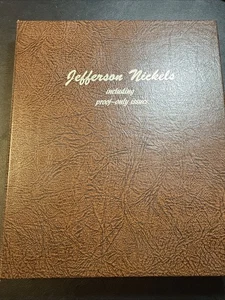 Jefferson Nickels
including
proof-only issues